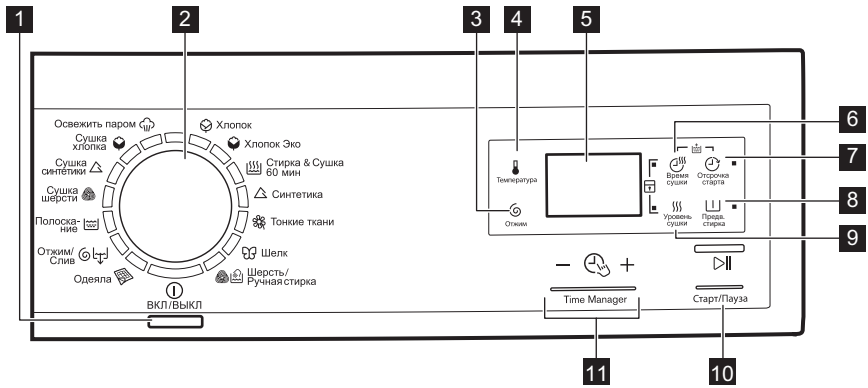 1
2
3
4
5
6
7
8
9
10
11
Освежить паром
Сушка
хлопка
Сушка
синтетики
Сушка
шерсти
Полоска-
ние
Отжим/
Слив
Одеяла
ВКЛ/ВЫКЛ
Хлопок
Хлопок Эко
Стирка & Сушка
60 мин
Синтетика
Тонкие ткани
Шелк
Шерсть/
Ручная стирка
Температура
Отжим
Время
сушки
Отсрочка
старта
Уровень
сушки
Предв.
стирка
− +
Time Manager
Старт/Пауза